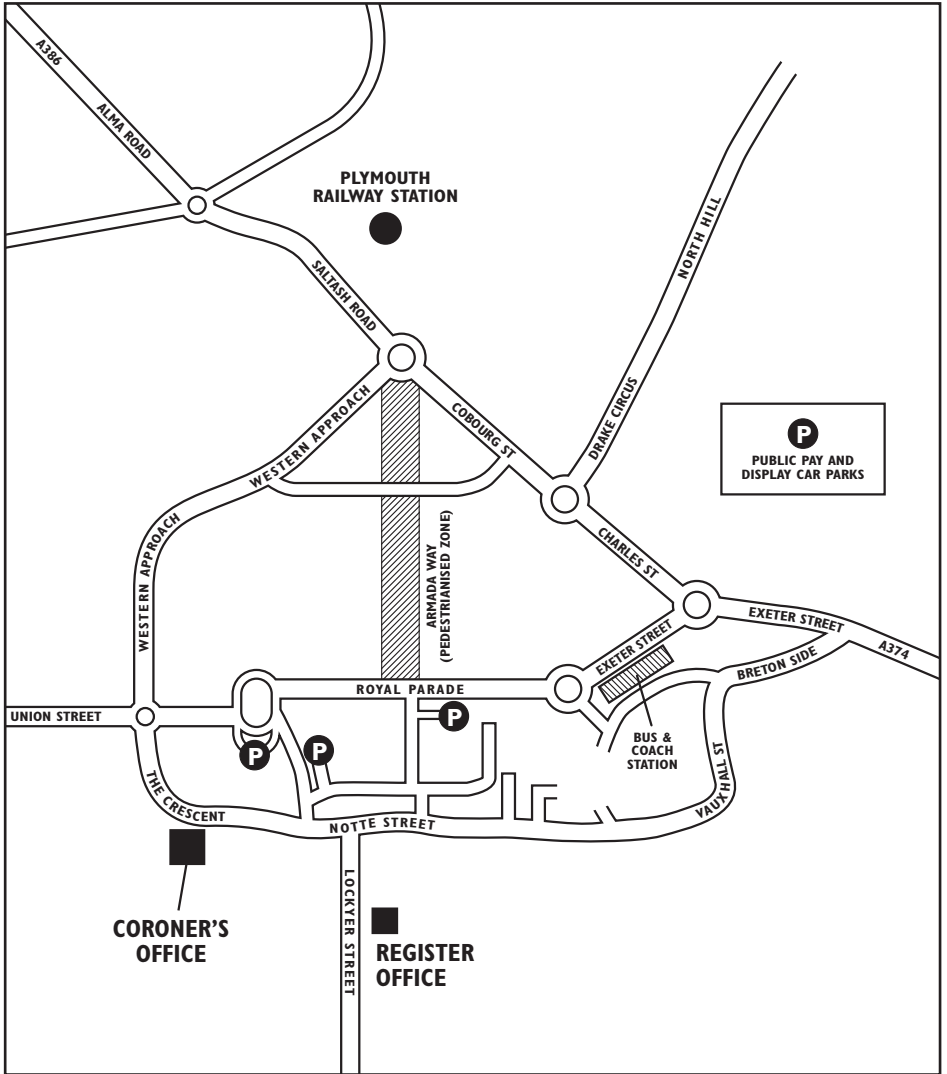 A386
ALMA ROAD
PLYMOUTH
RAILWAY STATION
SALTASH ROAD
NORTH HILL
WESTERN APPROACH
COBOURG ST
DRAKE CIRCUS
P
PUBLIC PAY AND
DISPLAY CAR PARKS
WESTERN APPROACH
ARMADA WAY
(PEDESTRIANISED ZONE)
CHARLES ST
EXETER STREET
EXETER STREET
A374
BRETON SIDE
ROYAL PARADE
UNION STREET
P
P
P
BUS &
COACH
STATION
VAUXHALL ST
THE CRESCENT
NOTTE STREET
LOCKYER STREET
CORONER'S
OFFICE
REGISTER
OFFICE